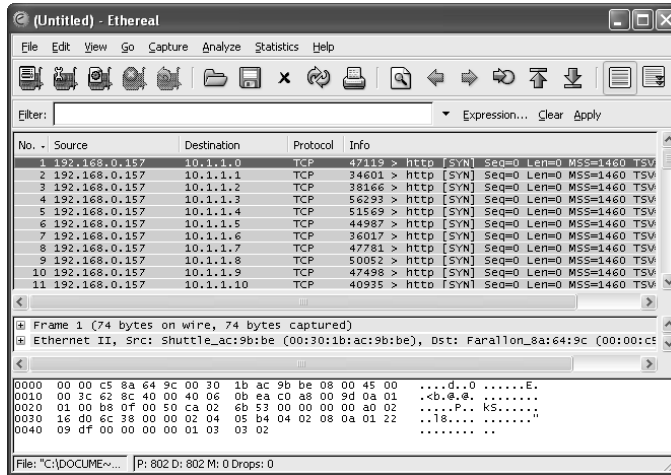 (Untitled) - Ethereal
File Edit View Go Capture Analyze Statistics Help
Filter: Expression... Clear Apply
No. Source Destination Protocol Info
1 192.168.0.157 10.1.1.0 TCP 47119 > http [SYN] Seq=0 Len=0 MSS=1460 TSV
2 192.168.0.157 10.1.1.1 TCP 34601 > http [SYN] Seq=0 Len=0 MSS=1460 TSV
3 192.168.0.157 10.1.1.2 TCP 38166 > http [SYN] Seq=0 Len=0 MSS=1460 TSV
4 192.168.0.157 10.1.1.3 TCP 56293 > http [SYN] Seq=0 Len=0 MSS=1460 TSV
5 192.168.0.157 10.1.1.4 TCP 51569 > http [SYN] Seq=0 Len=0 MSS=1460 TSV
6 192.168.0.157 10.1.1.5 TCP 44987 > http [SYN] Seq=0 Len=0 MSS=1460 TSV
7 192.168.0.157 10.1.1.6 TCP 36017 > http [SYN] Seq=0 Len=0 MSS=1460 TSV
8 192.168.0.157 10.1.1.7 TCP 47781 > http [SYN] Seq=0 Len=0 MSS=1460 TSV
9 192.168.0.157 10.1.1.8 TCP 50052 > http [SYN] Seq=0 Len=0 MSS=1460 TSV
10 192.168.0.157 10.1.1.9 TCP 47498 > http [SYN] Seq=0 Len=0 MSS=1460 TSV
11 192.168.0.157 10.1.1.10 TCP 40935 > http [SYN] Seq=0 Len=0 MSS=1460 TSV
Frame 1 (74 bytes on wire, 74 bytes captured)
Ethernet II, Src: Shuttle_ac:9b:be (00:30:1b:ac:9b:be), Dst: Farallon_8a:64:9c (00:00:c5
0000 00 00 c5 8a 64 9c 00 30 1b ac 9b be 08 00 45 00 ....d..0 ......E.
0010 00 3c 62 8c 40 00 40 06 0b ea c0 a8 00 9d 0a 01 .<b.@.@. ........
0020 01 00 b8 0f 00 50 ca 02 6b 53 00 00 00 00 a0 02 .....P.. kS......
0030 16 d0 6c 38 00 00 02 04 05 b4 04 02 08 0a 01 22 ..l8.... ......."
0040 09 df 00 00 00 00 01 03 03 02 ........ ..
File: "C:\DOCUME~... P: 802 D: 802 M: 0 Drops: 0